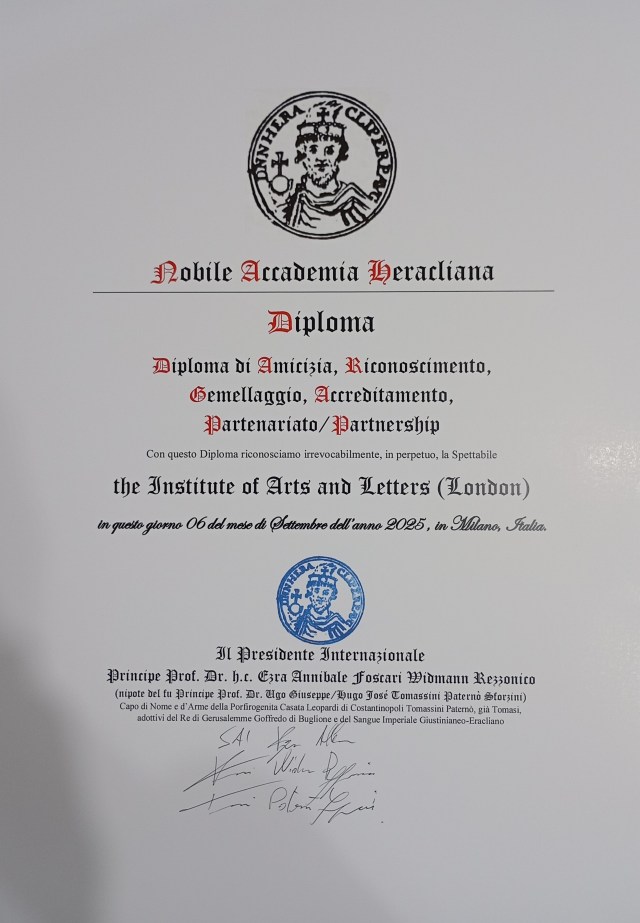 DNNHERA CLIPERPAG
Nobile Accademia Heracliana
Diploma
Diploma di Amicizia, Riconoscimento,
Gemellaggio, Accreditamento,
Partenariato/Partnership
Con questo Diploma riconosciamo irrevocabilmente, in perpetuo, la Spettabile
the Institute of Arts and Letters (London)
in questo giorno 06 del mese di Settembre dell'anno 2025, in Milano, Italia.
DNNHERA CLIPERPAG
Il Presidente Internazionale
Principe Prof. Dr. h.c. Ezra Annibale Foscari Widmann Rezzonico
(nipote del fu Principe Prof. Dr. Ugo Giuseppe/Hugo José Tomassini Paternò Sforzini)
Capo di Nome e d'Arme della Porfirogenita Casata Leopardi di Costantinopoli Tomassini Paternò, già Tomasi,
adottivi del Re di Gerusalemme Goffredo di Buglione e del Sangue Imperiale Giustinianeo-Eracliano